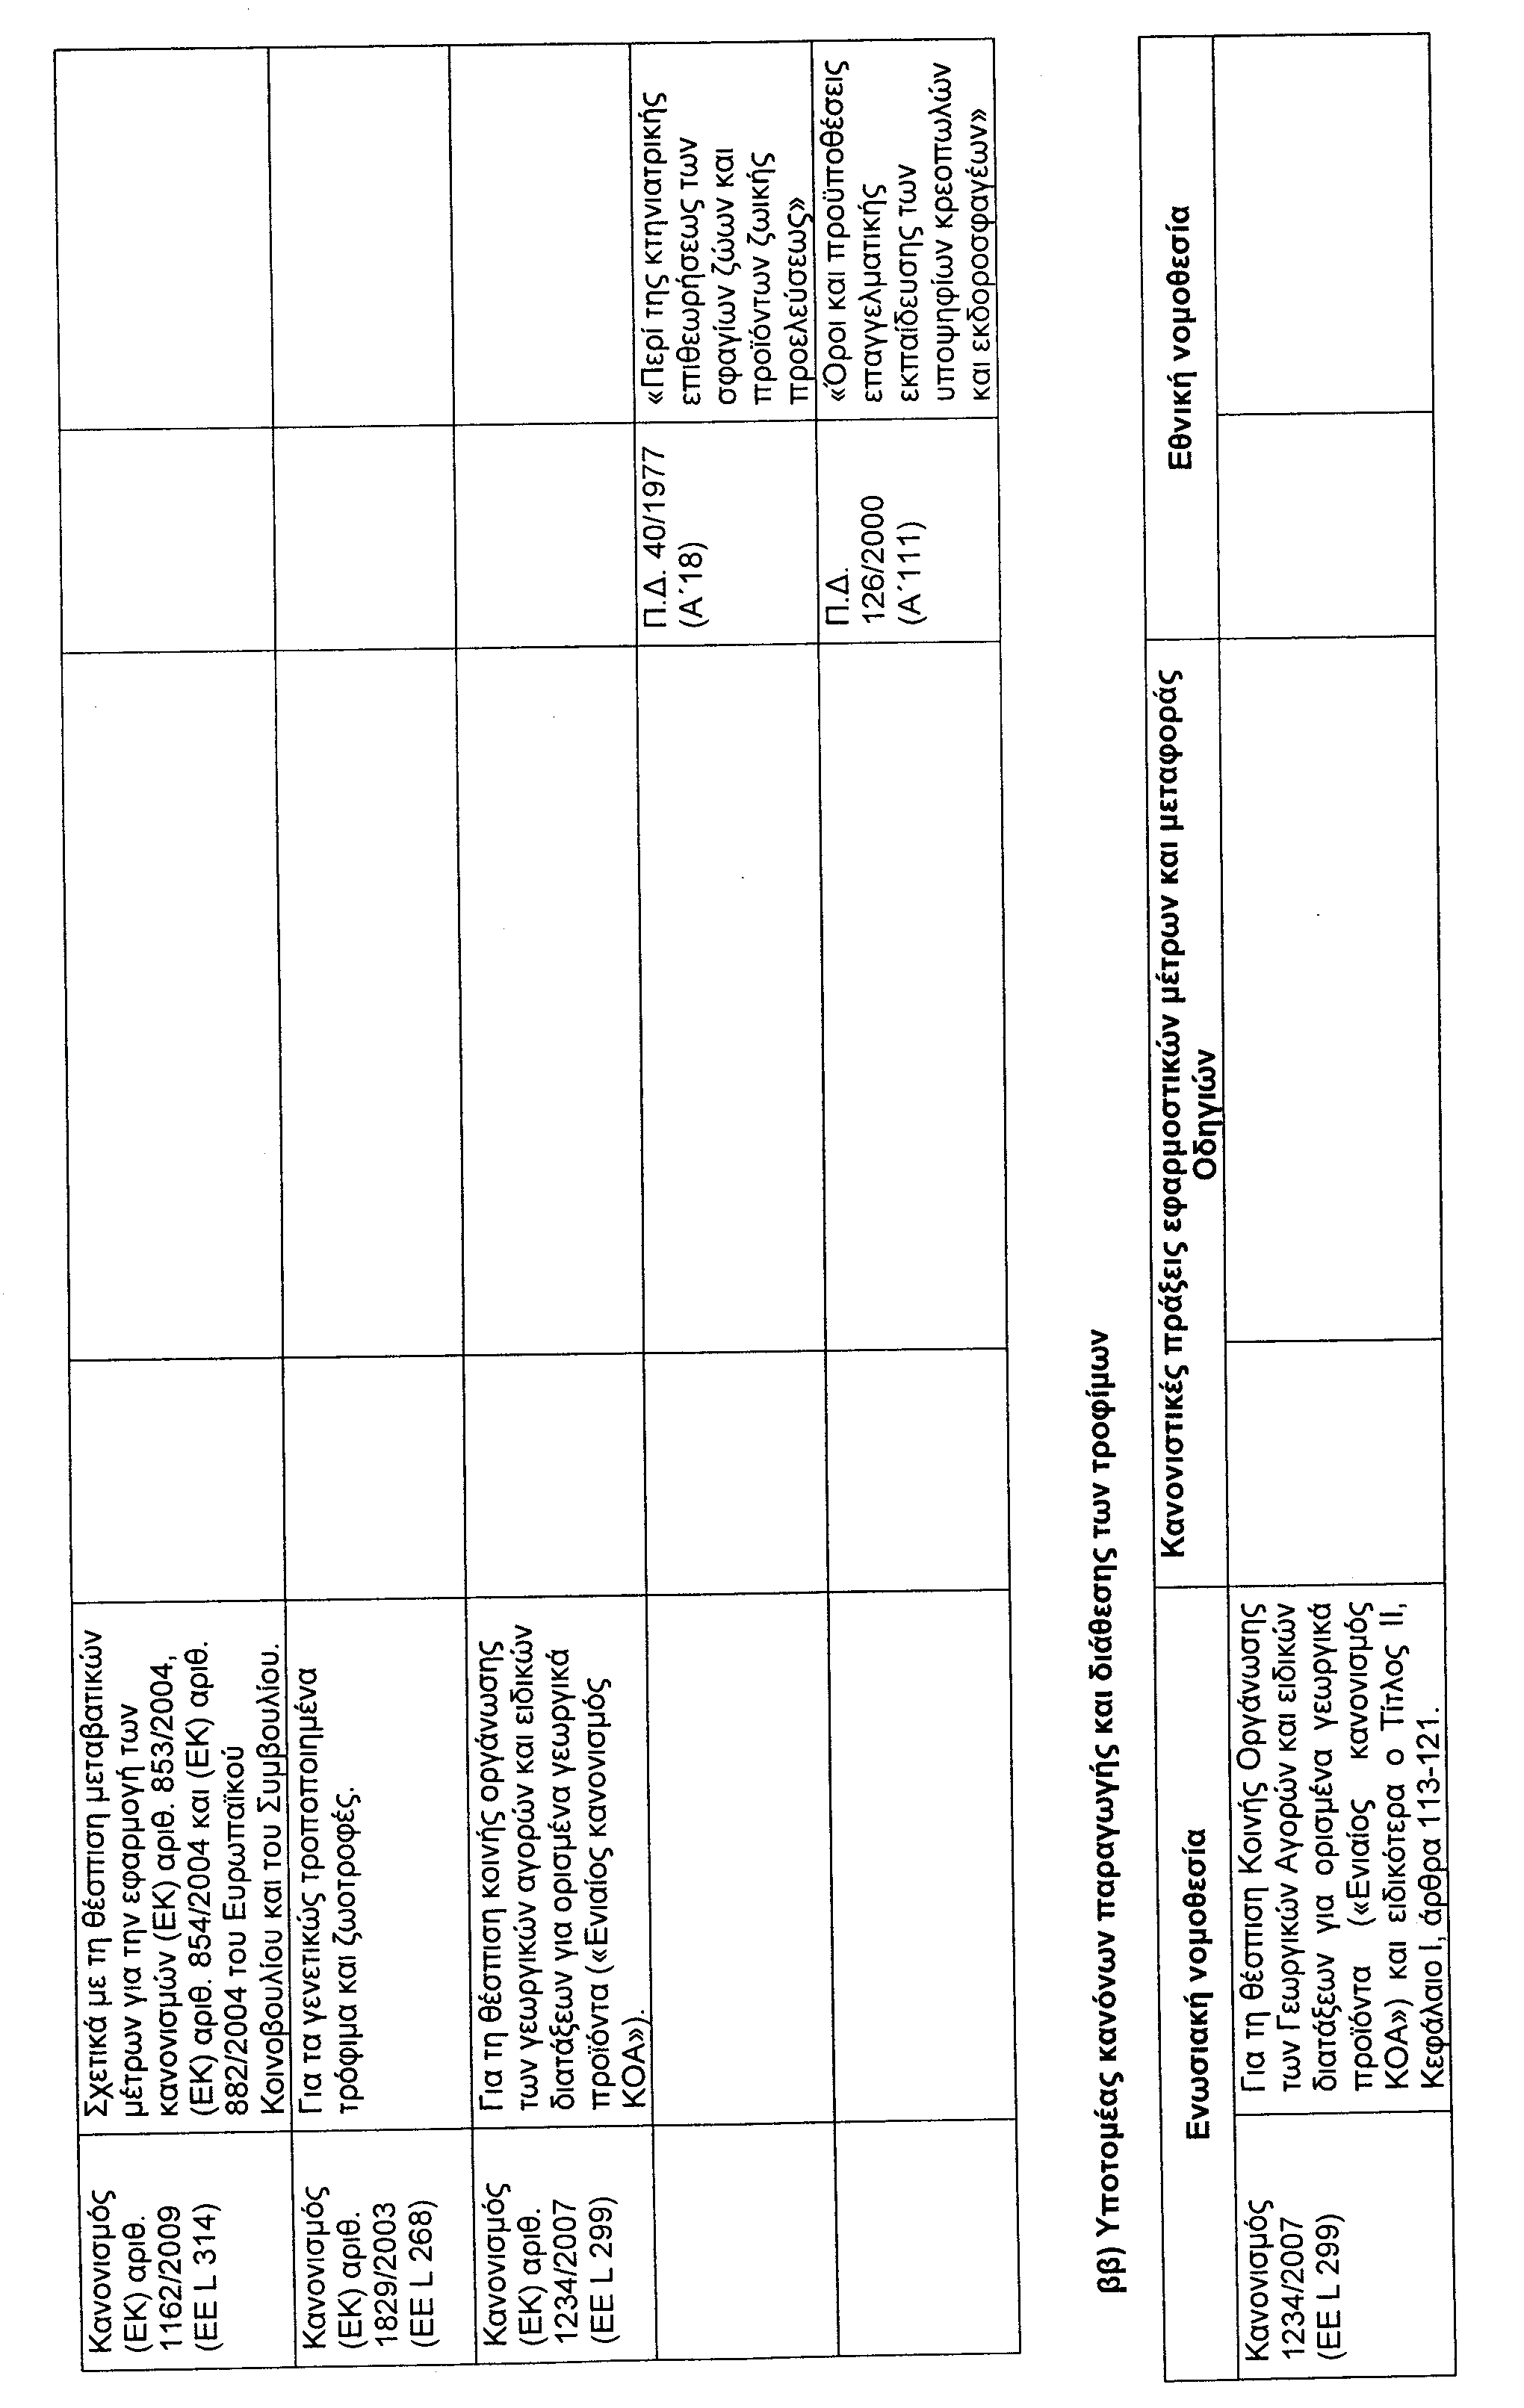 Κανονισμός
(ΕΚ) αριθ.
1162/2009
(ΕΕ L 314)
Σχετικά με τη θέσπιση μεταβατικών
μέτρων για την εφαρμογή των
κανονισμών (ΕΚ) αριθ. 853/2004,
(ΕΚ) αριθ. 854/2004 και (ΕΚ) αριθ.
882/2004 του Ευρωπαϊκού
Κοινοβουλίου και του Συμβουλίου.
Κανονισμός
(ΕΚ) αριθ.
1829/2003
(ΕΕ L 268)
Για τα γενετικώς τροποποιημένα
τρόφιμα και ζωοτροφές.
Κανονισμός
(ΕΚ) αριθ.
1234/2007
(ΕΕ L 299)
Για τη θέσπιση κοινής οργάνωσης
των γεωργικών αγορών και ειδικών
διατάξεων για ορισμένα γεωργικά
προϊόντα («Ενιαίος κανονισμός
ΚΟΑ»).
Π.Δ. 40/1977
(Α΄18)
«Περί της κτηνιατρικής
επιθεωρήσεως των
σφαγίων ζώων και
προϊόντων ζωικής
προελεύσεως»
Π.Δ.
126/2000
(Α΄111)
«Όροι και προϋποθέσεις
επαγγελματικής
εκπαίδευσης των
υποψηφίων κρεοπωλών
και εκδοροσφαγέων»
ββ) Υποτομέας κανόνων παραγωγής και διάθεσης των τροφίμων
Ενωσιακή νομοθεσία
Κανονιστικές πράξεις εφαρμοστικών μέτρων και μεταφοράς
Οδηγιών
Εθνική νομοθεσία
Κανονισμός
1234/2007
(ΕΕ L 299)
Για τη θέσπιση Κοινής Οργάνωσης
των Γεωργικών Αγορών και ειδικών
διατάξεων για ορισμένα γεωργικά
προϊόντα («Ενιαίος κανονισμός
ΚΟΑ») και ειδικότερα ο Τίτλος ΙΙ,
Κεφάλαιο Ι, άρθρα 113-121.